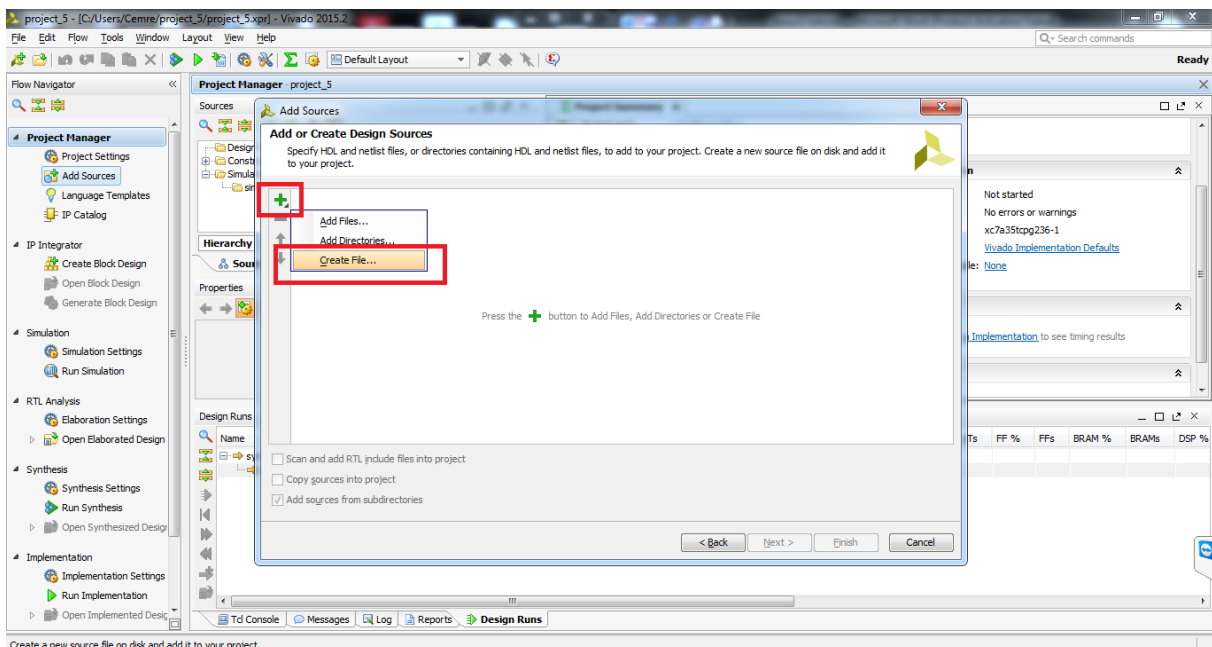 project_5 - [C:/Users/Cemre/project_5/project_5.xpr] - Vivado 2015.2
File Edit Flow Tools Window Layout View Help
Search commands
Default Layout
Ready
Flow Navigator
Project Manager project_5
Sources
Add Sources
Project Summary
Add or Create Design Sources
Specify HDL and netlist files, or directories containing HDL and netlist files, to add to your project. Create a new source file on disk and add it
to your project.
Project Manager
Project Settings
Add Sources
Language Templates
IP Catalog
Design
Constr
Simula
sim
Add Files...
Add Directories...
Create File...
Hierarchy
Sour
Properties
Press the button to Add Files, Add Directories or Create File
Not started
No errors or warnings
xc7a35tcpg236-1
Vivado Implementation Defaults
le: None
Implementation to see timing results
IP Integrator
Create Block Design
Open Block Design
Generate Block Design
Simulation
Simulation Settings
Run Simulation
RTL Analysis
Elaboration Settings
Open Elaborated Design
Synthesis
Synthesis Settings
Run Synthesis
Open Synthesized Design
Implementation
Implementation Settings
Run Implementation
Open Implemented Desig
Design Runs
Name
Ts FF % FFs BRAM % BRAMs DSP %
sy
Scan and add RTL include files into project
Copy sources into project
Add sources from subdirectories
< Back Next > Finish Cancel
Tcl Console Messages Log Reports Design Runs
Create a new source file on disk and add it to your project